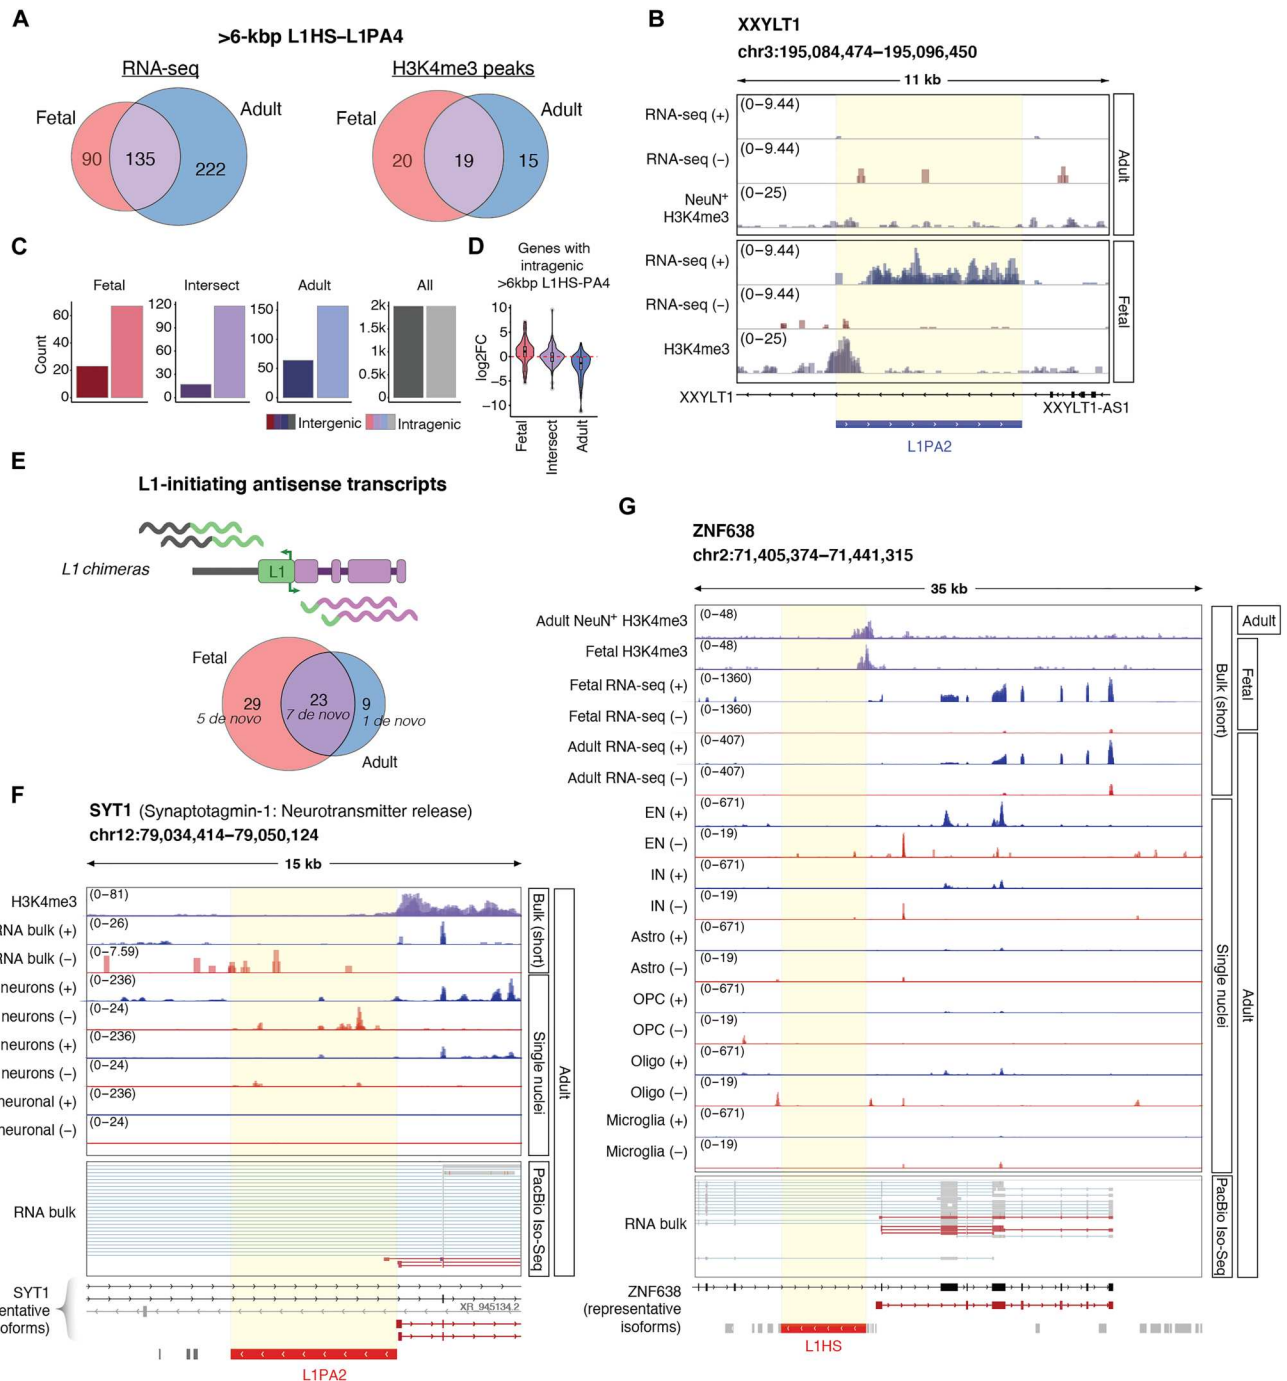 A
>6-kbp L1HS–L1PA4
RNA-seq
H3K4me3 peaks
Fetal
Adult
90
135
222
Fetal
Adult
20
19
15
B
XXYLT1
chr3:195,084,474–195,096,450
11 kb
RNA-seq (+)
(0–9.44)
RNA-seq (−)
(0–9.44)
NeuN+
H3K4me3
(0–25)
Adult
RNA-seq (+)
(0–9.44)
RNA-seq (−)
(0–9.44)
H3K4me3
(0–25)
Fetal
XXYLT1
XXYLT1-AS1
L1PA2
C
Fetal
Intersect
Adult
All
Count
60
40
20
0
120
90
60
30
0
150
100
50
0
2k
1.5k
1k
0.5k
0
Intergenic
Intragenic
D
Genes with
intragenic
>6kbp L1HS-PA4
log2FC
10
5
0
−5
−10
Fetal
Intersect
Adult
E
L1-initiating antisense transcripts
L1 chimeras
L1
Fetal
29
5 de novo
23
7 de novo
9
1 de novo
Adult
F
SYT1 (Synaptotagmin-1: Neurotransmitter release)
chr12:79,034,414–79,050,124
15 kb
H3K4me3
(0–81)
RNA bulk (+)
(0–26)
RNA bulk (−)
(0–7.59)
neurons (+)
(0–236)
neurons (−)
(0–24)
neurons (+)
(0–236)
neurons (−)
(0–24)
neuronal (+)
(0–236)
neuronal (−)
(0–24)
Bulk (short)
Single nuclei
Adult
RNA bulk
PacBio Iso-Seq
SYT1
entative
oforms)
XR_945134.2
L1PA2
G
ZNF638
chr2:71,405,374–71,441,315
35 kb
Adult NeuN+ H3K4me3
(0–48)
Fetal H3K4me3
(0–48)
Fetal RNA-seq (+)
(0–1360)
Fetal RNA-seq (−)
(0–1360)
Adult RNA-seq (+)
(0–407)
Adult RNA-seq (−)
(0–407)
EN (+)
(0–671)
EN (−)
(0–19)
IN (+)
(0–671)
IN (−)
(0–19)
Astro (+)
(0–671)
Astro (−)
(0–19)
OPC (+)
(0–671)
OPC (−)
(0–19)
Oligo (+)
(0–671)
Oligo (−)
(0–19)
Microglia (+)
(0–671)
Microglia (−)
(0–19)
Adult
Fetal
Bulk (short)
Single nuclei
Adult
RNA bulk
PacBio Iso-Seq
ZNF638
(representative
isoforms)
L1HS